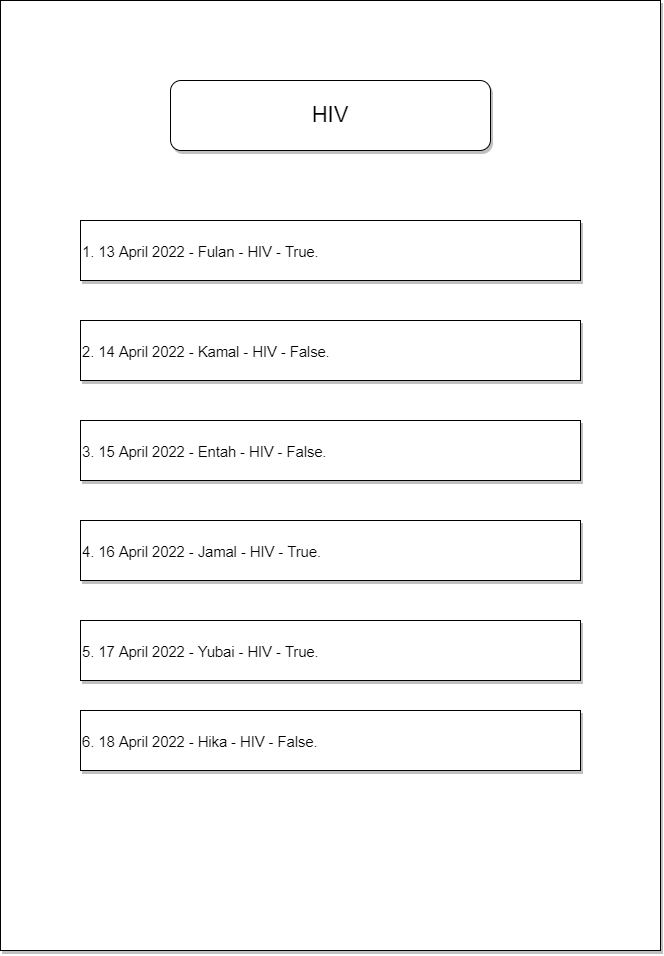 HIV
1. 13 April 2022 - Fulan - HIV - True.
2. 14 April 2022 - Kamal - HIV - False.
3. 15 April 2022 - Entah - HIV - False.
4. 16 April 2022 - Jamal - HIV - True.
5. 17 April 2022 - Yubai - HIV - True.
6. 18 April 2022 - Hika - HIV - False.